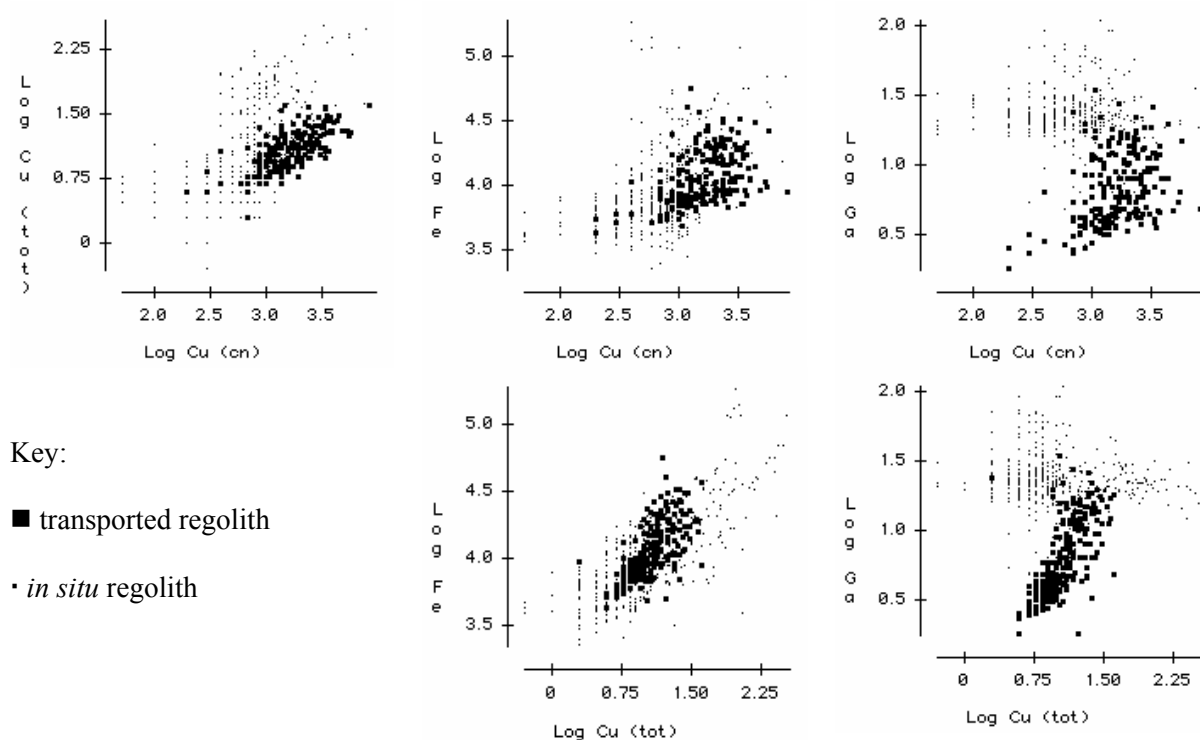 2.25
1.50
0.75
0
Log Cu (tot)
2.0 2.5 3.0 3.5
Log Cu (cn)
5.0
4.5
4.0
3.5
Log Fe
2.0 2.5 3.0 3.5
Log Cu (cn)
2.0
1.5
1.0
0.5
Log Ga
2.0 2.5 3.0 3.5
Log Cu (cn)
Key:
transported regolith
in situ regolith
5.0
4.5
4.0
3.5
Log Fe
0 0.75 1.50 2.25
Log Cu (tot)
2.0
1.5
1.0
0.5
Log Ga
0 0.75 1.50 2.25
Log Cu (tot)